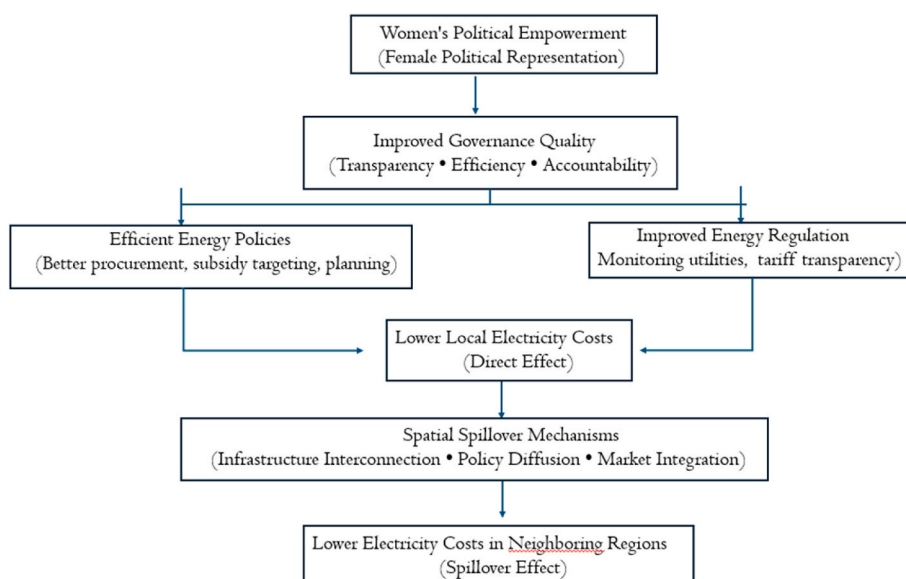 Women's Political Empowerment
(Female Political Representation)
Improved Governance Quality
(Transparency • Efficiency • Accountability)
Efficient Energy Policies
(Better procurement, subsidy targeting, planning)
Improved Energy Regulation
Monitoring utilities, tariff transparency)
Lower Local Electricity Costs
(Direct Effect)
Spatial Spillover Mechanisms
(Infrastructure Interconnection • Policy Diffusion • Market Integration)
Lower Electricity Costs in Neighboring Regions
(Spillover Effect)